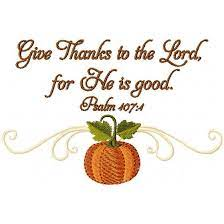 Give Thanks to the Lord,
for He is good.
Psalm 107:1